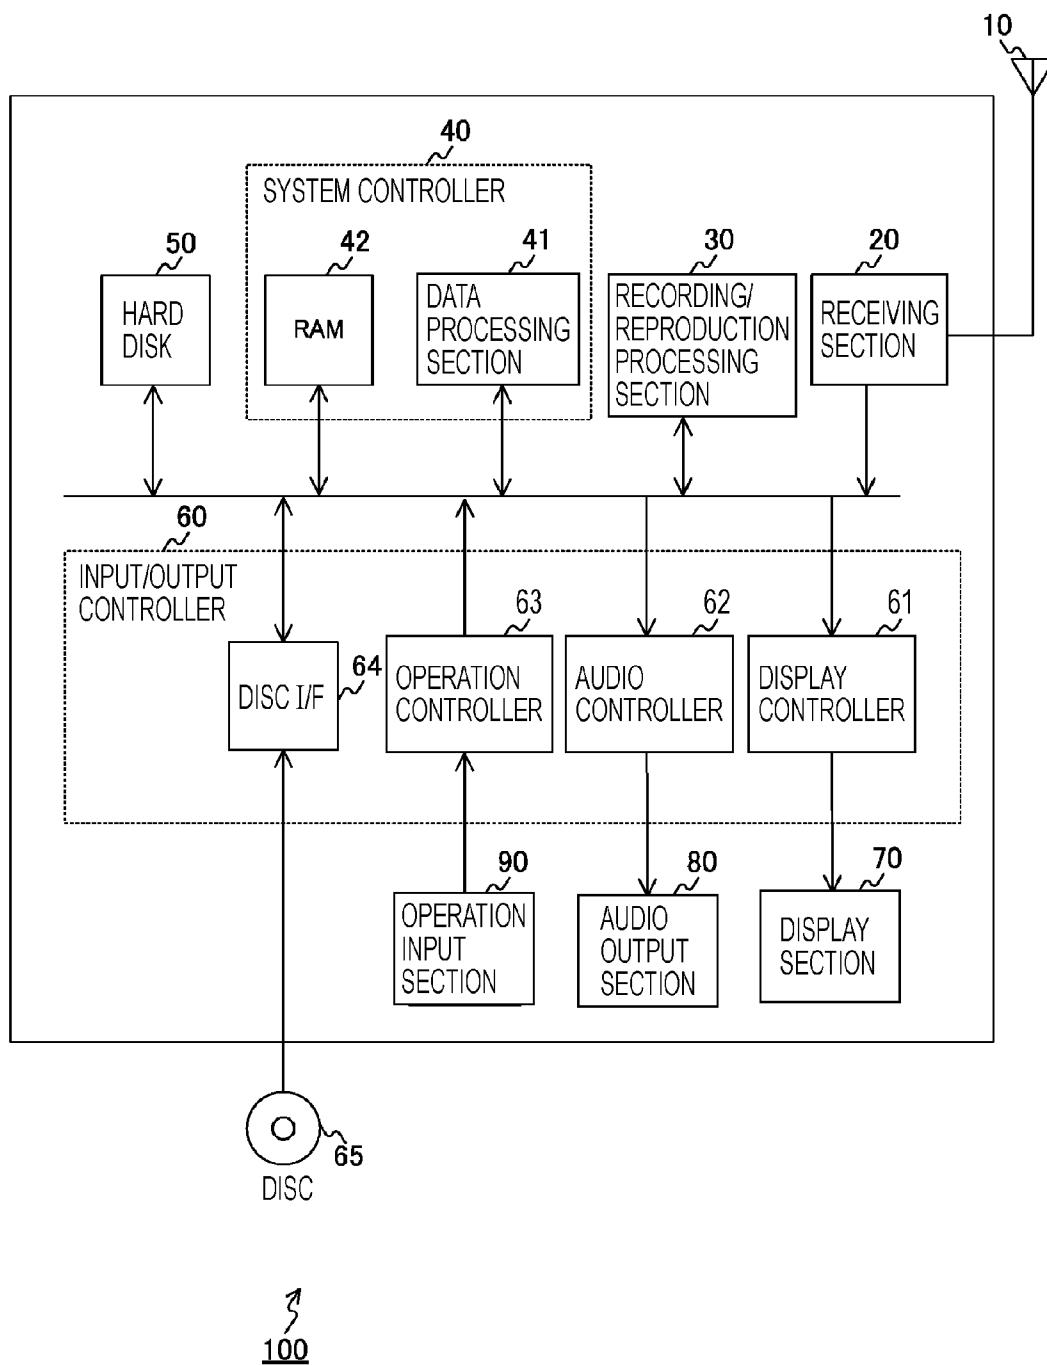 10
40
SYSTEM CONTROLLER
50
42
41
30
20
HARD
DISK
RAM
DATA
PROCESSING
SECTION
RECORDING/
REPRODUCTION
PROCESSING
SECTION
RECEIVING
SECTION
60
INPUT/OUTPUT
CONTROLLER
63
62
61
64
DISC I/F
OPERATION
CONTROLLER
AUDIO
CONTROLLER
DISPLAY
CONTROLLER
90
80
70
OPERATION
INPUT
SECTION
AUDIO
OUTPUT
SECTION
DISPLAY
SECTION
65
DISC
100